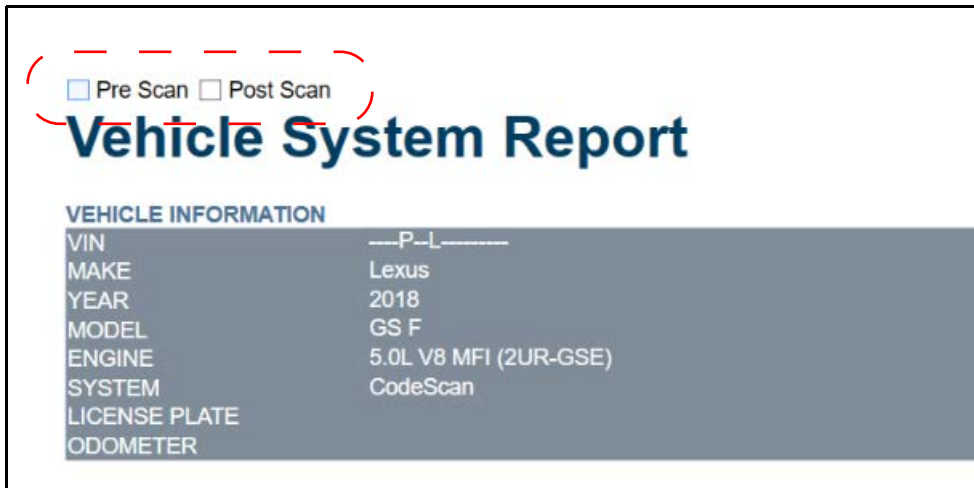 Pre Scan Post Scan
Vehicle System Report
VEHICLE INFORMATION
VIN ----P--L---------
MAKE Lexus
YEAR 2018
MODEL GS F
ENGINE 5.0L V8 MFI (2UR-GSE)
SYSTEM CodeScan
LICENSE PLATE
ODOMETER